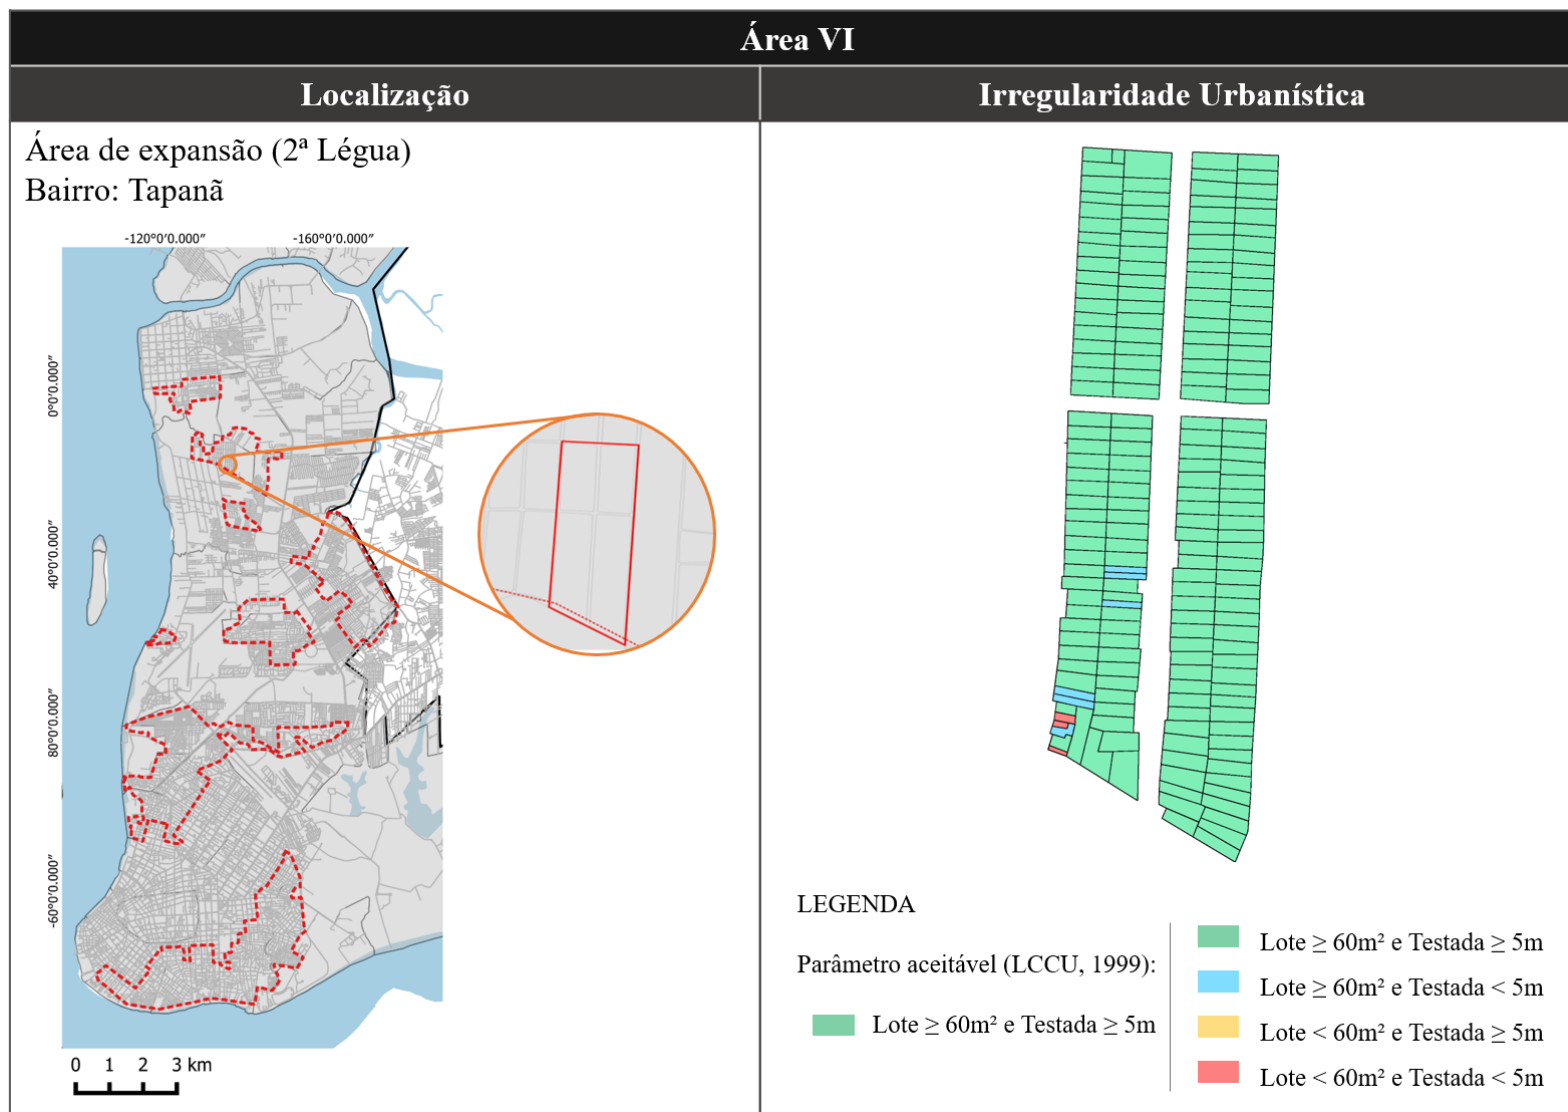 Área VI
Localização
Irregularidade Urbanística
Área de expansão (2ª Légua)
Bairro: Tapanã
-120°0'0.000"
-160°0'0.000"
0°0'0.000"
40°0'0.000"
80°0'0.000"
-60°0'0.000"
0 1 2 3 km
LEGENDA
Parâmetro aceitável (LCCU, 1999):
Lote ≥ 60m² e Testada ≥ 5m
Lote ≥ 60m² e Testada ≥ 5m
Lote ≥ 60m² e Testada < 5m
Lote < 60m² e Testada ≥ 5m
Lote < 60m² e Testada < 5m